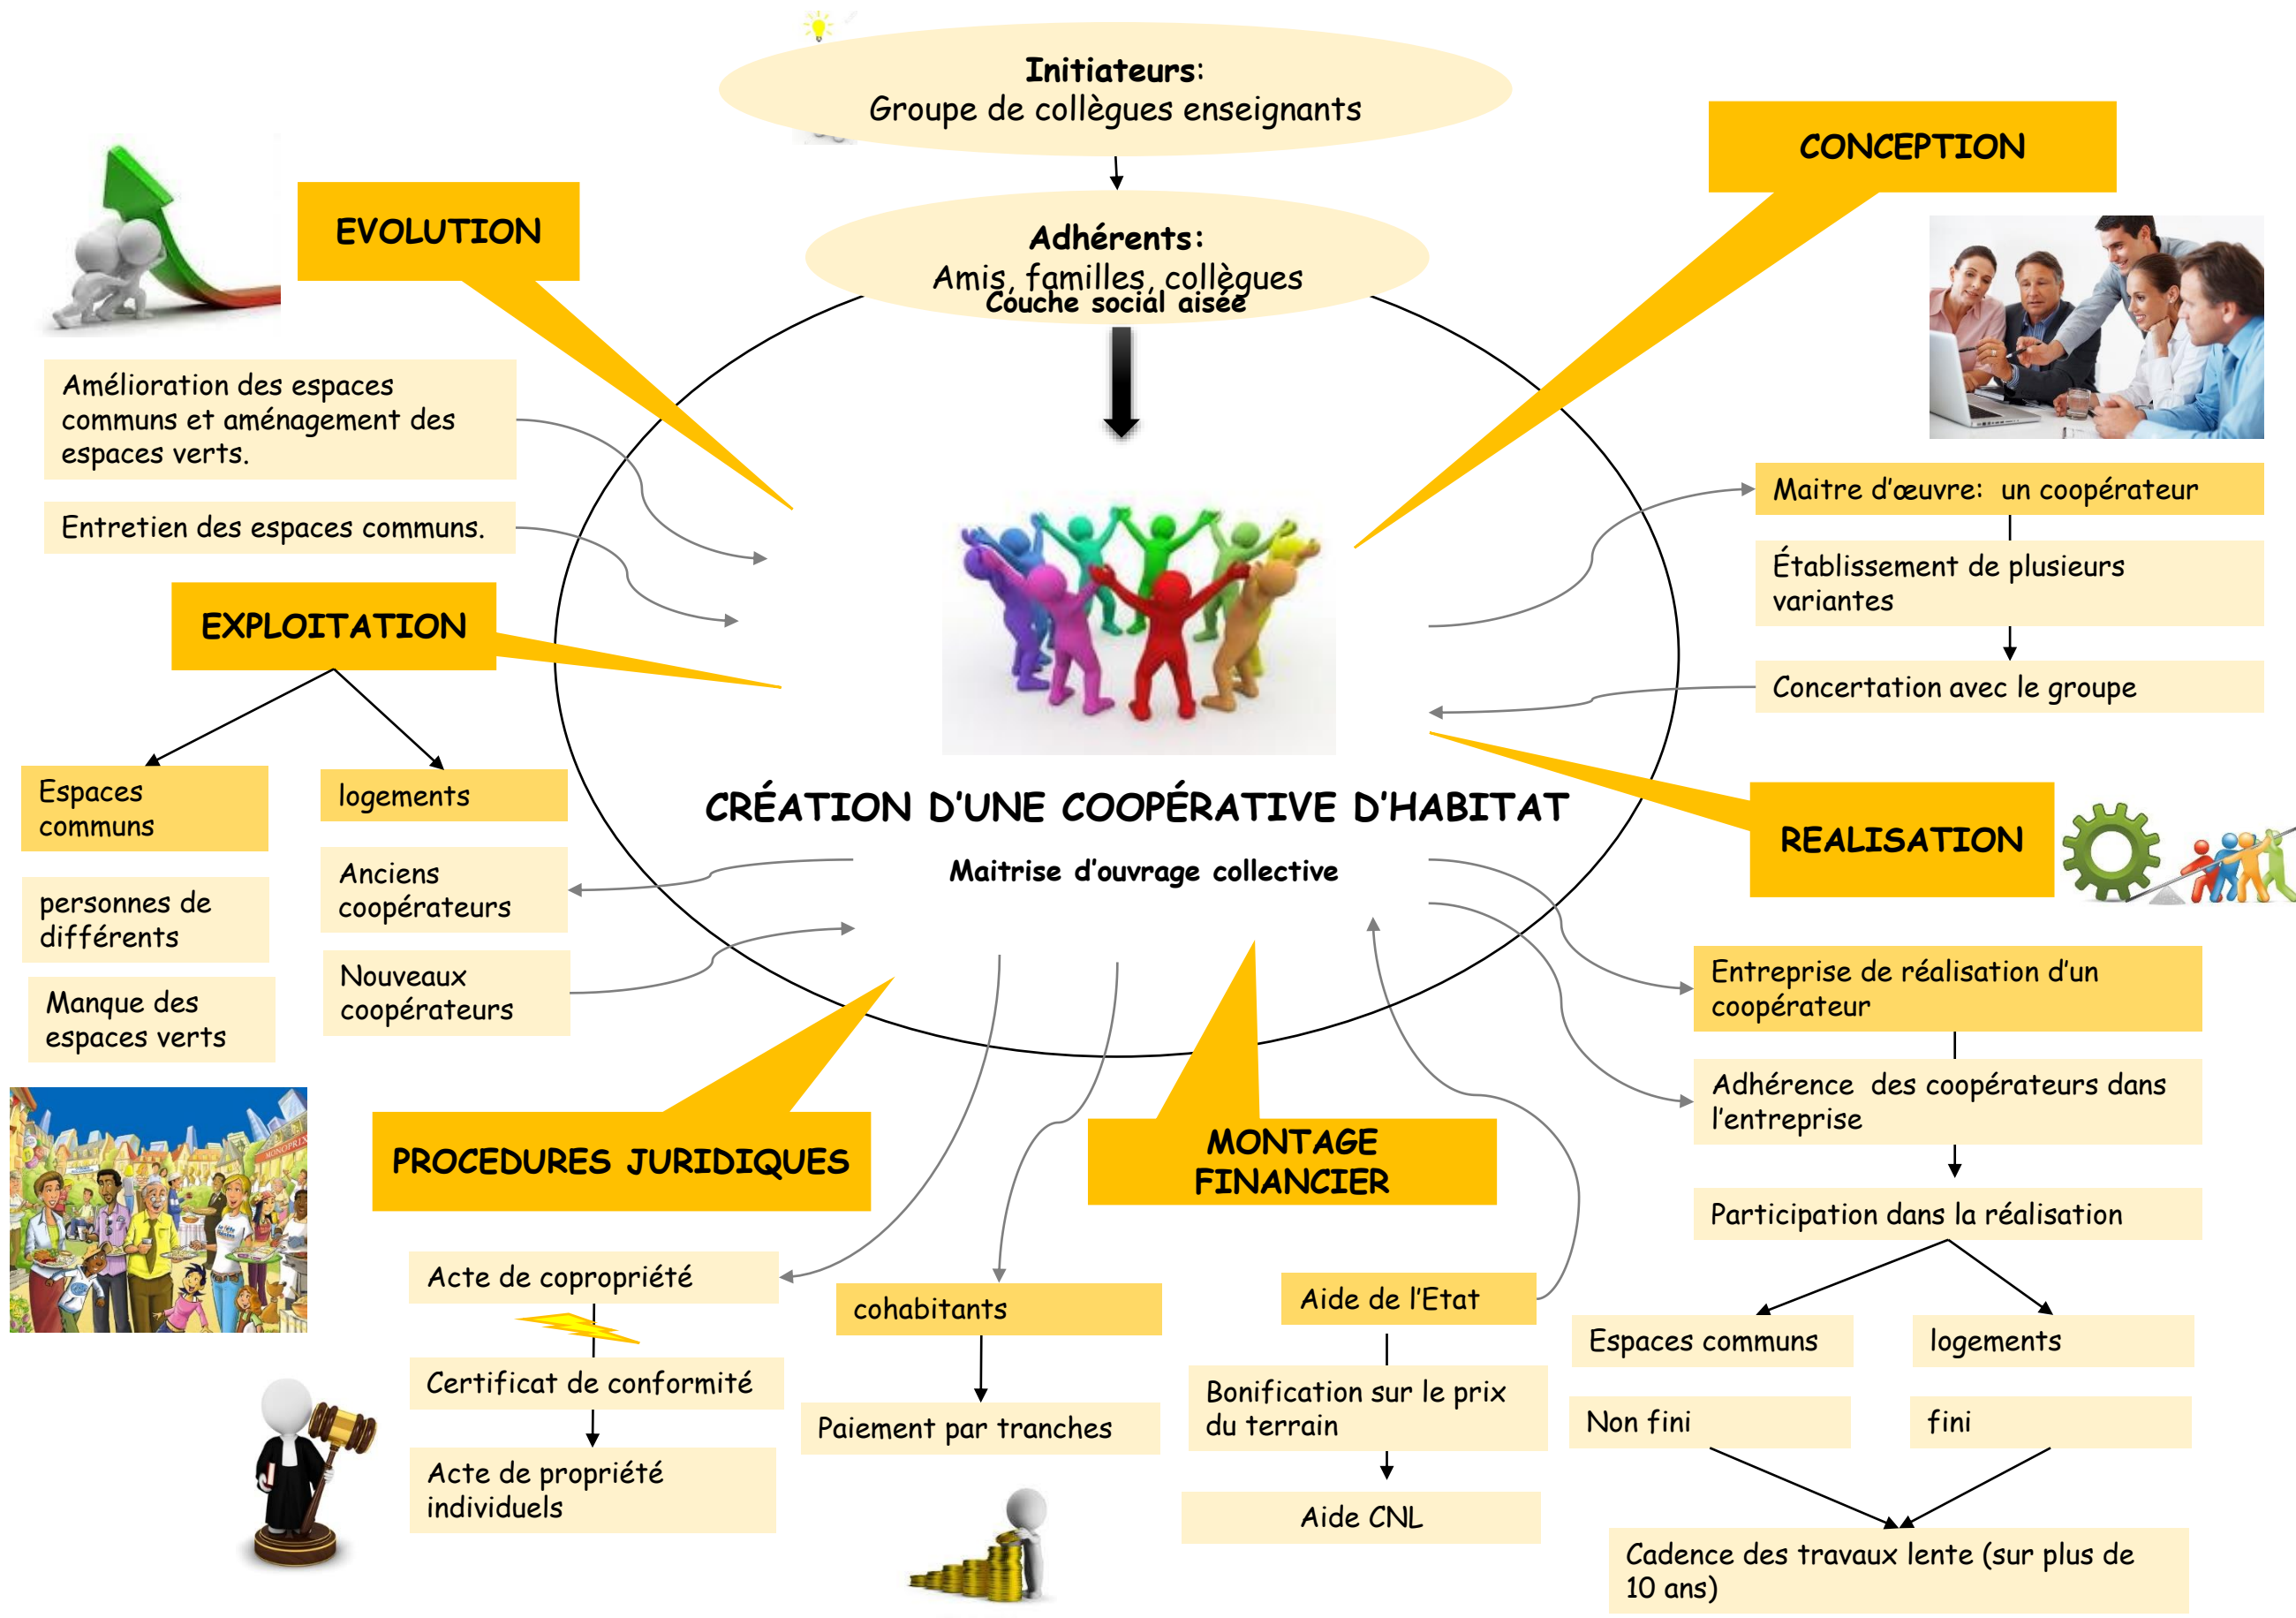 Initiateurs:
Groupe de collègues enseignants
Adhérents:
Amis, familles, collègues
Couche social aisée
CONCEPTION
Maitre d'œuvre: un coopérateur
Établissement de plusieurs
variantes
Concertation avec le groupe
EVOLUTION
Amélioration des espaces
communs et aménagement des
espaces verts.
Entretien des espaces communs.
EXPLOITATION
Espaces
communs
personnes de
différents
Manque des
espaces verts
logements
Anciens
coopérateurs
Nouveaux
coopérateurs
CRÉATION D'UNE COOPÉRATIVE D'HABITAT
Maitrise d'ouvrage collective
REALISATION
Entreprise de réalisation d'un
coopérateur
Adhérence des coopérateurs dans
l'entreprise
Participation dans la réalisation
Espaces communs
logements
Non fini
fini
Cadence des travaux lente (sur plus de
10 ans)
PROCEDURES JURIDIQUES
Acte de copropriété
Certificat de conformité
Acte de propriété
individuels
MONTAGE
FINANCIER
cohabitants
Paiement par tranches
Aide de l'Etat
Bonification sur le prix
du terrain
Aide CNL
MONOPRIX